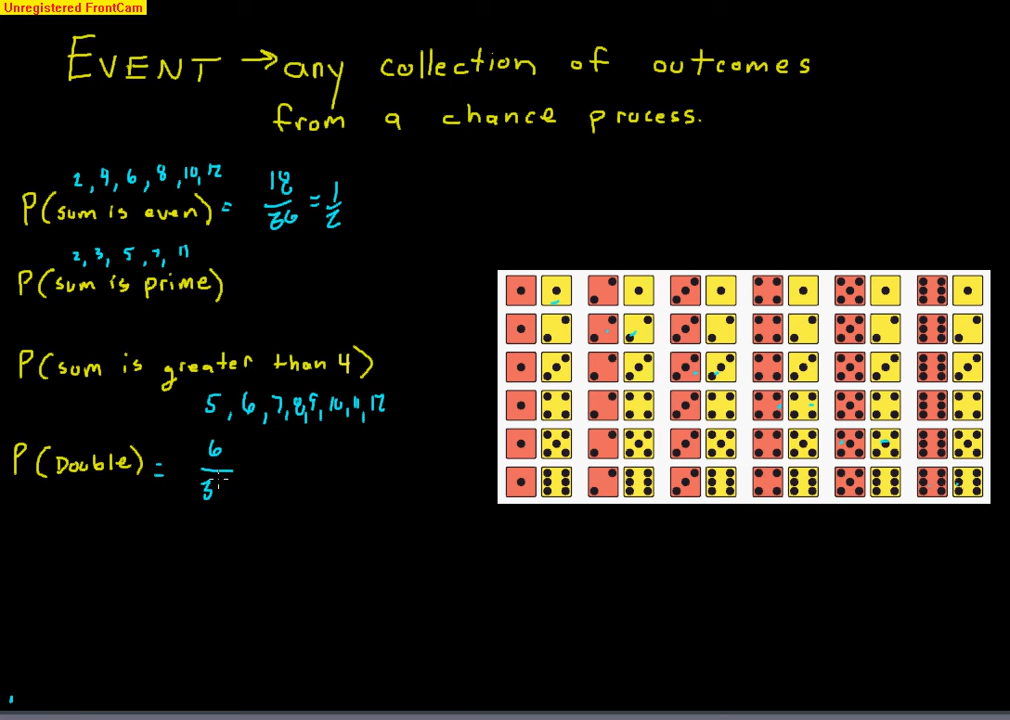 Unregistered FrontCam
EVENT → any collection of outcomes
from a chance process.
2, 4, 6, 8, 10, 12
P(sum is even) = 18/36 = 1/2
2, 3, 5, 7, 11
P(sum is prime)
P(sum is greater than 4)
5, 6, 7, 8, 9, 10, 11, 12
P(Double) = 6/3